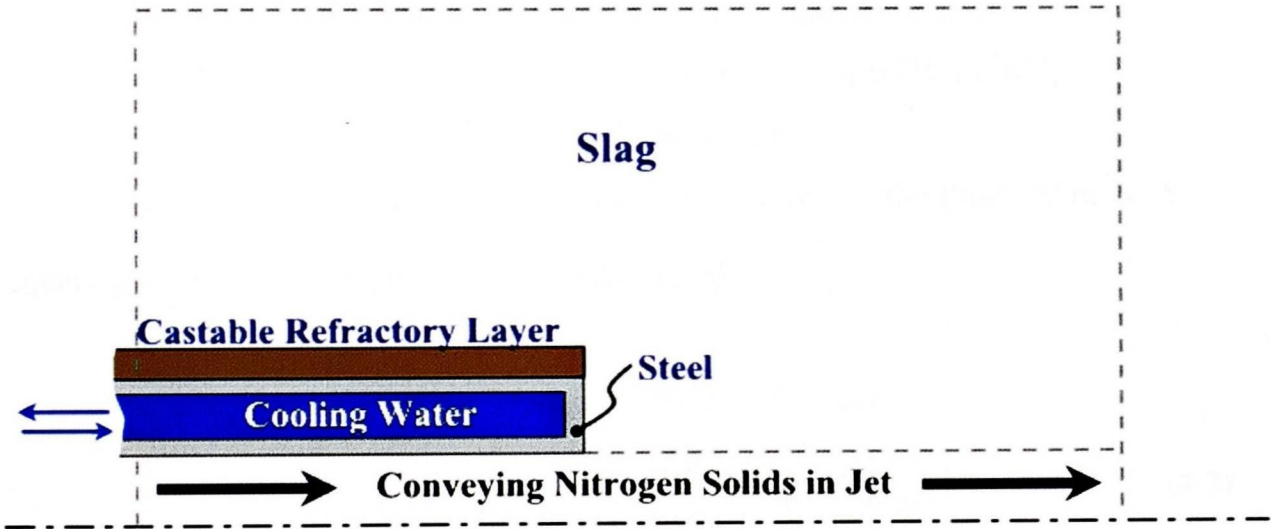 Slag
Castable Refractory Layer
Steel
Cooling Water
Conveying Nitrogen Solids in Jet